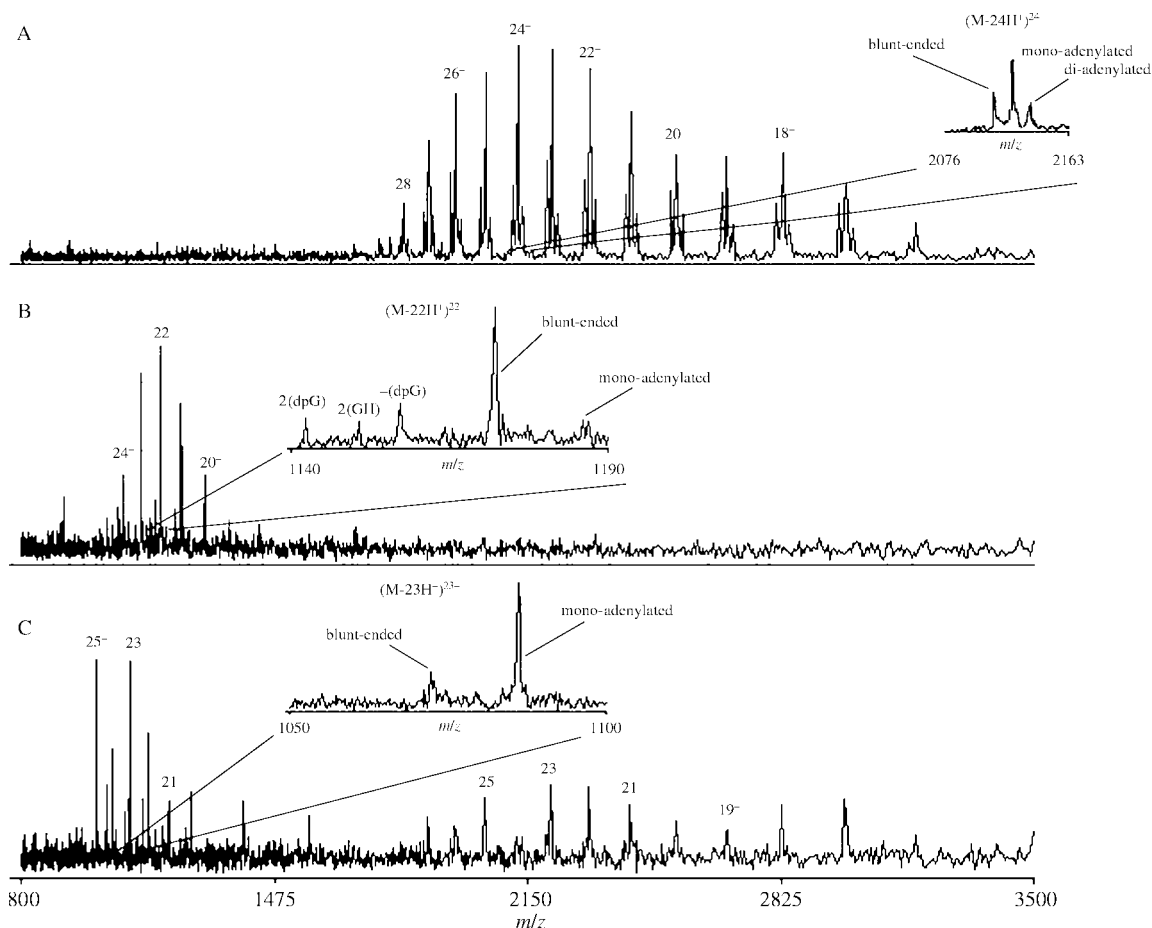 A
(M-24H⁺)²⁴
blunt-ended
mono-adenylated
di-adenylated
24⁻
22⁻
26⁻
20
18⁻
28
m/z
2076
2163
B
(M-22H⁺)²²
blunt-ended
mono-adenylated
22
2(dpG)
2(GH)
–(dpG)
24⁻
20⁻
1140
m/z
1190
C
(M-23H⁻)²³⁻
mono-adenylated
blunt-ended
25⁻
23
1050
m/z
1100
21
25
23
21
19⁻
800
1475
2150
2825
3500
m/z